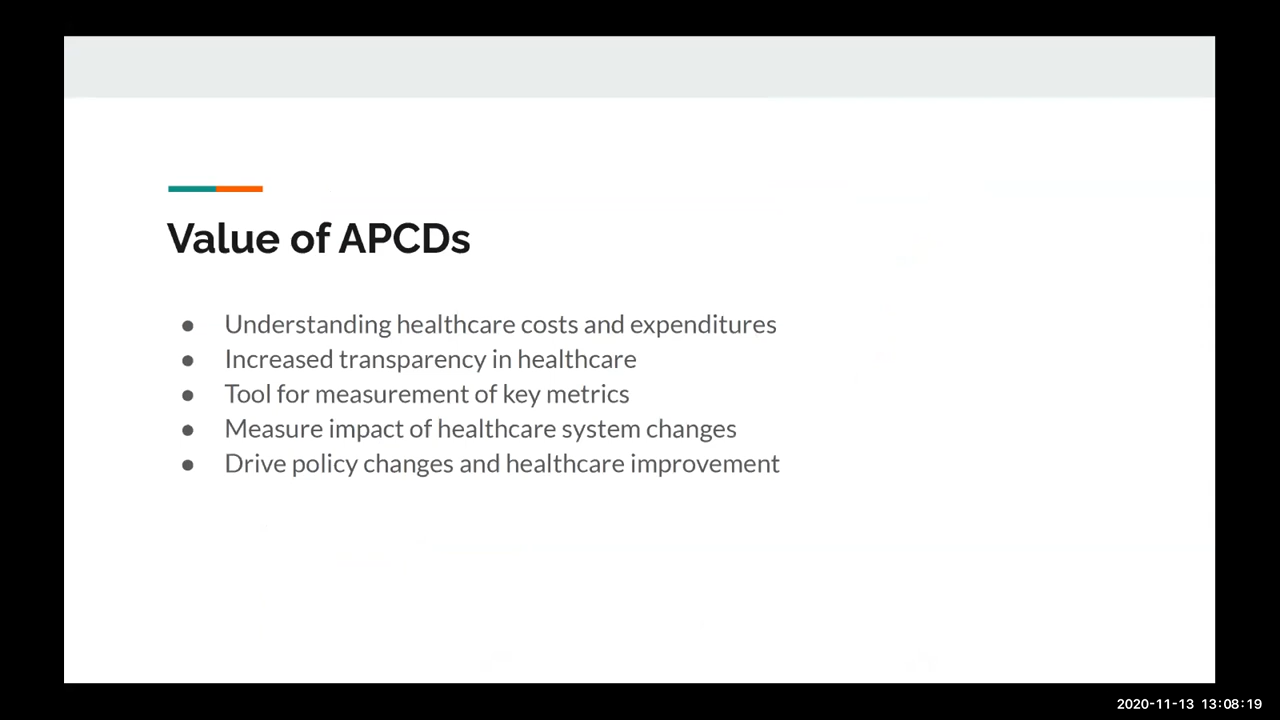 Value of APCDs
● Understanding healthcare costs and expenditures
● Increased transparency in healthcare
● Tool for measurement of key metrics
● Measure impact of healthcare system changes
● Drive policy changes and healthcare improvement
2020-11-13 13:08:19